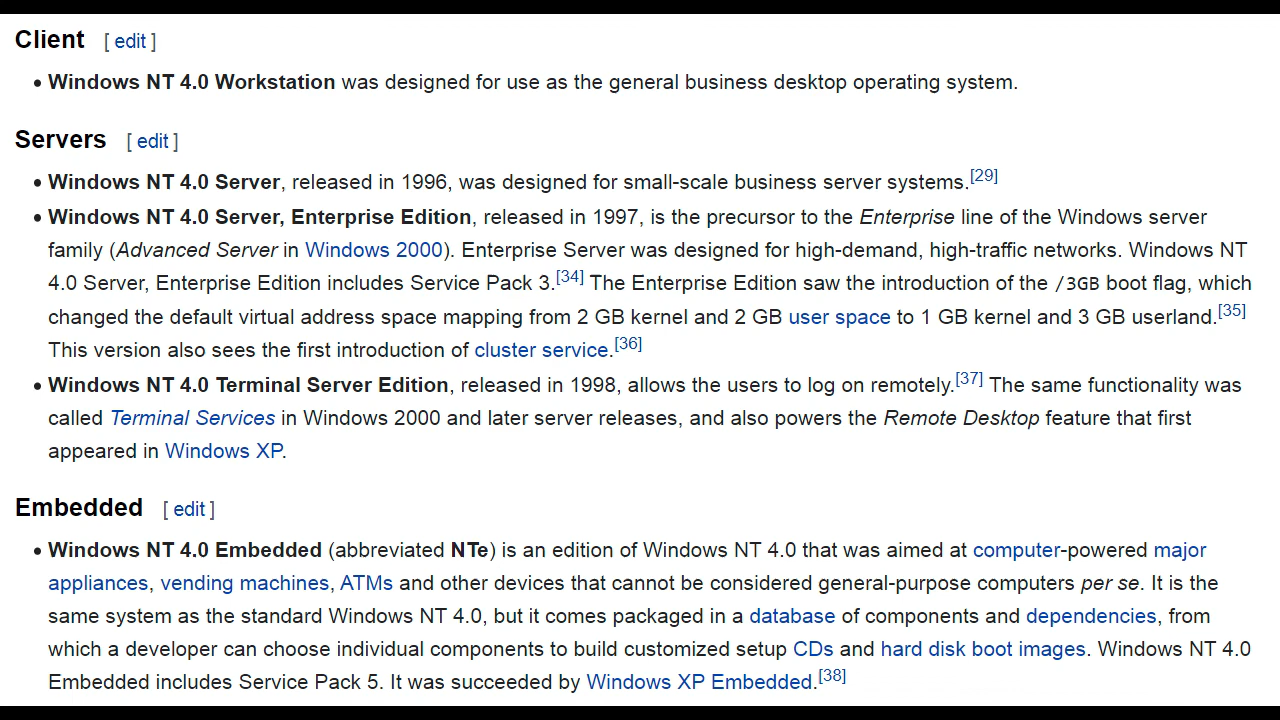 Client [ edit ]
• Windows NT 4.0 Workstation was designed for use as the general business desktop operating system.
Servers [ edit ]
• Windows NT 4.0 Server, released in 1996, was designed for small-scale business server systems.[29]
• Windows NT 4.0 Server, Enterprise Edition, released in 1997, is the precursor to the Enterprise line of the Windows server
family (Advanced Server in Windows 2000). Enterprise Server was designed for high-demand, high-traffic networks. Windows NT
4.0 Server, Enterprise Edition includes Service Pack 3.[34] The Enterprise Edition saw the introduction of the /3GB boot flag, which
changed the default virtual address space mapping from 2 GB kernel and 2 GB user space to 1 GB kernel and 3 GB userland.[35]
This version also sees the first introduction of cluster service.[36]
• Windows NT 4.0 Terminal Server Edition, released in 1998, allows the users to log on remotely.[37] The same functionality was
called Terminal Services in Windows 2000 and later server releases, and also powers the Remote Desktop feature that first
appeared in Windows XP.
Embedded [ edit ]
• Windows NT 4.0 Embedded (abbreviated NTe) is an edition of Windows NT 4.0 that was aimed at computer-powered major
appliances, vending machines, ATMs and other devices that cannot be considered general-purpose computers per se. It is the
same system as the standard Windows NT 4.0, but it comes packaged in a database of components and dependencies, from
which a developer can choose individual components to build customized setup CDs and hard disk boot images. Windows NT 4.0
Embedded includes Service Pack 5. It was succeeded by Windows XP Embedded.[38]